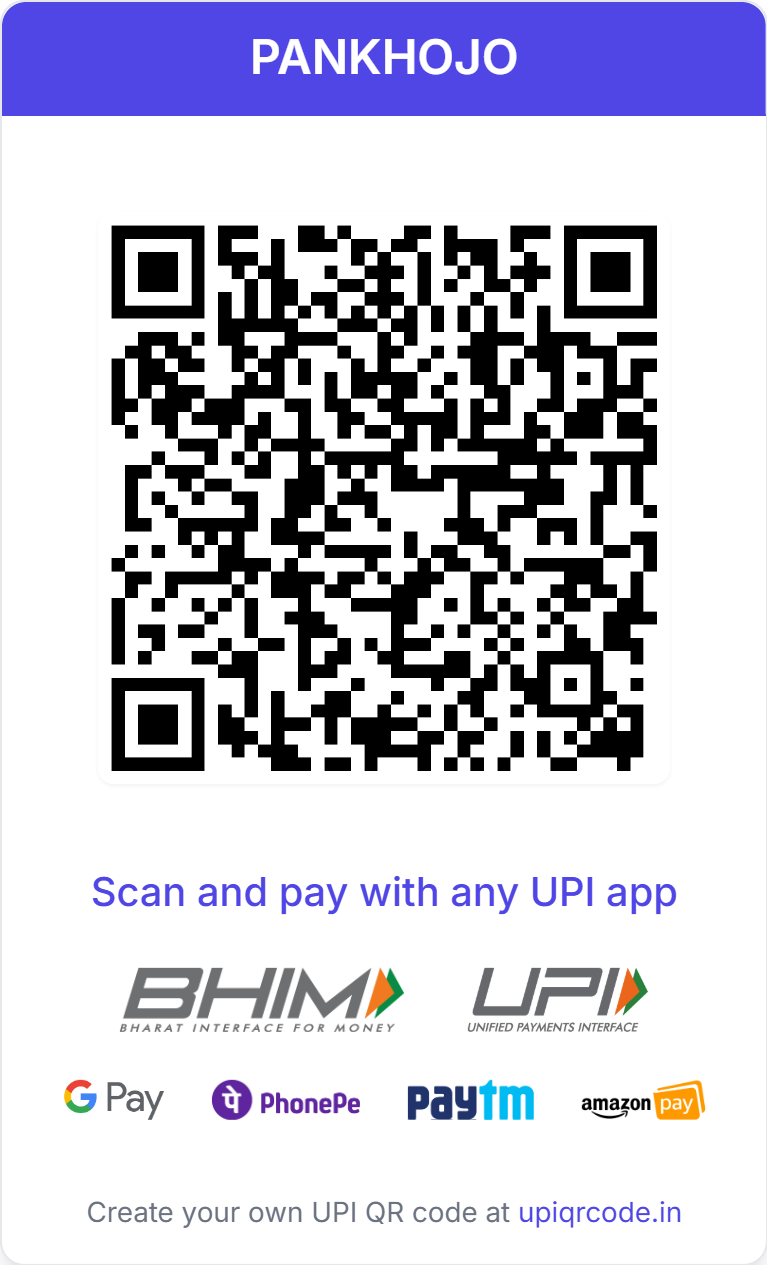 PANKHOJO
Scan and pay with any UPI app
BHIM
BHARAT INTERFACE FOR MONEY
UPI
UNIFIED PAYMENTS INTERFACE
G Pay
पे PhonePe
paytm
amazon pay
Create your own UPI QR code at upiqrcode.in